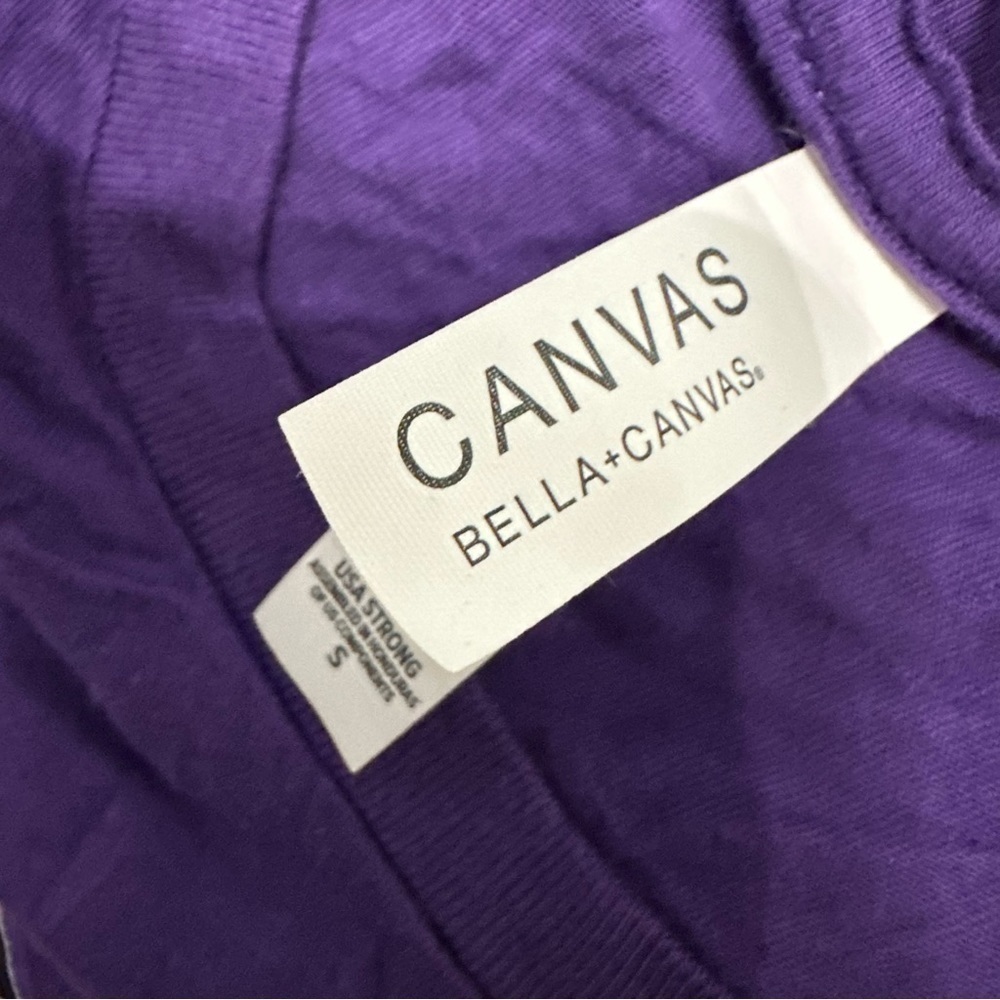 CANVAS
BELLA+CANVAS®
USA STRONG
ASSEMBLED IN HONDURAS
OF US COMPONENTS
S